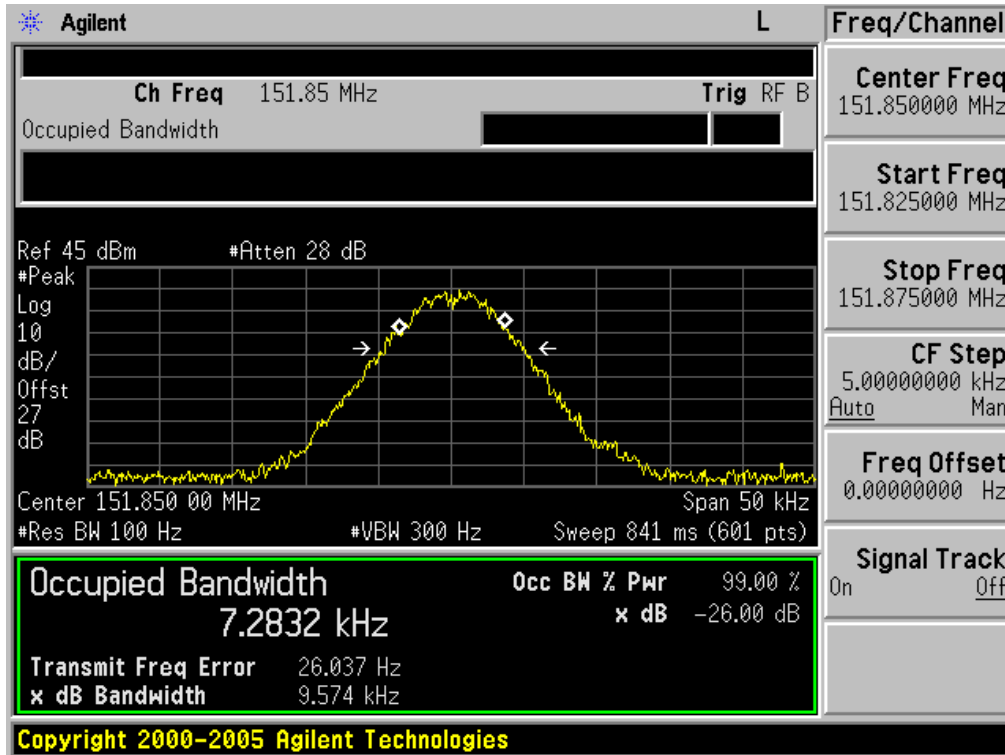 Agilent L Freq/Channel
Ch Freq 151.85 MHz Trig RF B
Occupied Bandwidth
Center Freq
151.850000 MHz
Start Freq
151.825000 MHz
Stop Freq
151.875000 MHz
CF Step
5.00000000 kHz
Auto Man
Freq Offset
0.00000000 Hz
Signal Track
On Off
Ref 45 dBm #Atten 28 dB
#Peak
Log
10
dB/
Offst
27
dB
Center 151.850 00 MHz Span 50 kHz
#Res BW 100 Hz #VBW 300 Hz Sweep 841 ms (601 pts)
Occupied Bandwidth Occ BW % Pwr 99.00 %
7.2832 kHz x dB -26.00 dB
Transmit Freq Error 26.037 Hz
x dB Bandwidth 9.574 kHz
Copyright 2000-2005 Agilent Technologies